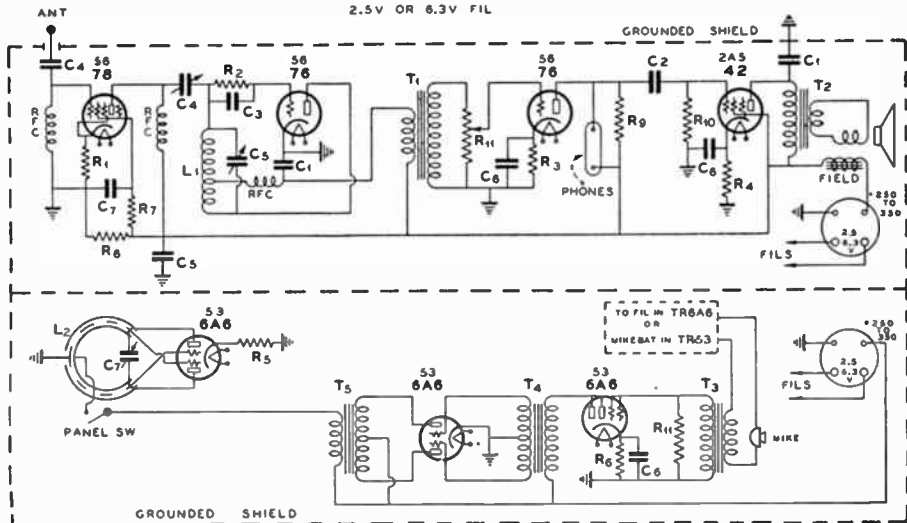 2.5V OR 6.3V FIL
ANT
GROUNDED SHIELD
C4
56
78
C4
R2
56
76
C3
T1
56
76
C2
2A5
42
C1
T2
RFC
RFC
R1
C7
R7
R6
C5
L1
C5
C1
RFC
R11
C6
R3
PHONES
R9
R10
C6
R4
FIELD
+250
TO
350
2.5
6.3
V
FILS
L2
C7
53
6A6
R5
PANEL SW
T5
53
6A6
T4
53
6A6
R6
C6
R11
T3
MIKE
TO FIL IN TR6A6
OR
MIKEBAT IN TR53
+250
TO
350
2.5
6.3
V
FILS
GROUNDED SHIELD